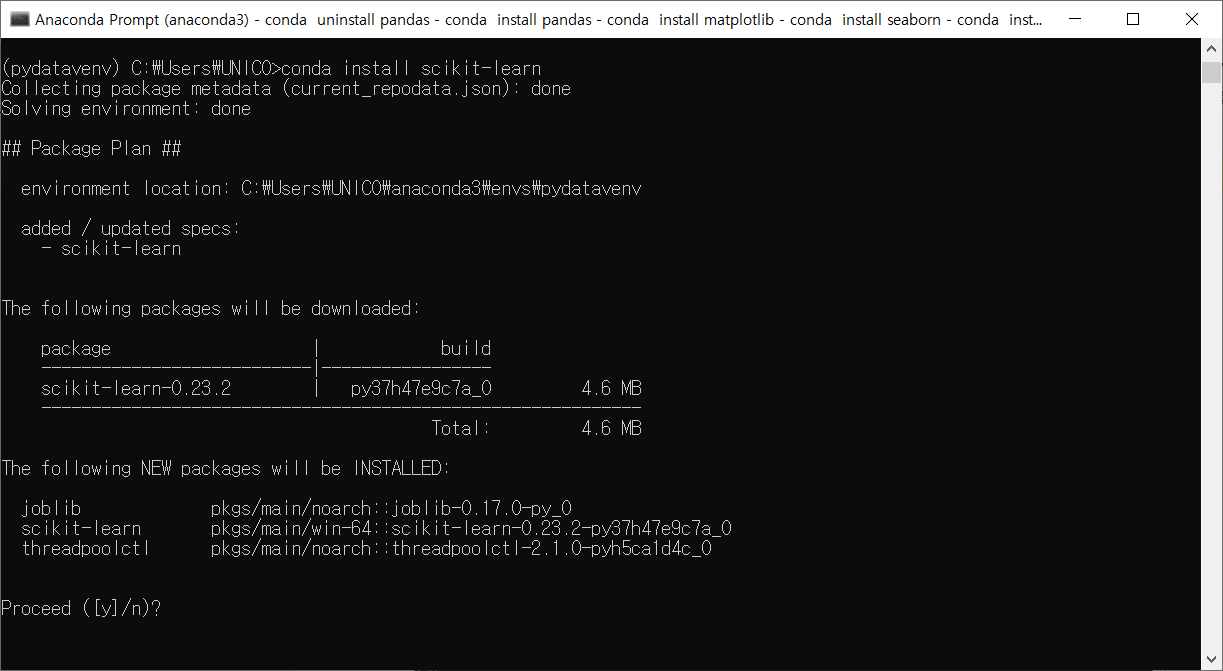 Anaconda Prompt (anaconda3) - conda  uninstall pandas - conda  install pandas - conda  install matplotlib - conda  install seaborn - conda  inst...
(pydatavenv) C:₩Users₩UNICO>conda install scikit-learn
Collecting package metadata (current_repodata.json): done
Solving environment: done
## Package Plan ##
  environment location: C:₩Users₩UNICO₩anaconda3₩envs₩pydatavenv
  added / updated specs:
    - scikit-learn
The following packages will be downloaded:
    package                    |            build
    ---------------------------|-----------------
    scikit-learn-0.23.2        |   py37h47e9c7a_0         4.6 MB
    ------------------------------------------------------------
                                           Total:         4.6 MB
The following NEW packages will be INSTALLED:
  joblib             pkgs/main/noarch::joblib-0.17.0-py_0
  scikit-learn       pkgs/main/win-64::scikit-learn-0.23.2-py37h47e9c7a_0
  threadpoolctl      pkgs/main/noarch::threadpoolctl-2.1.0-pyh5ca1d4c_0
Proceed ([y]/n)?